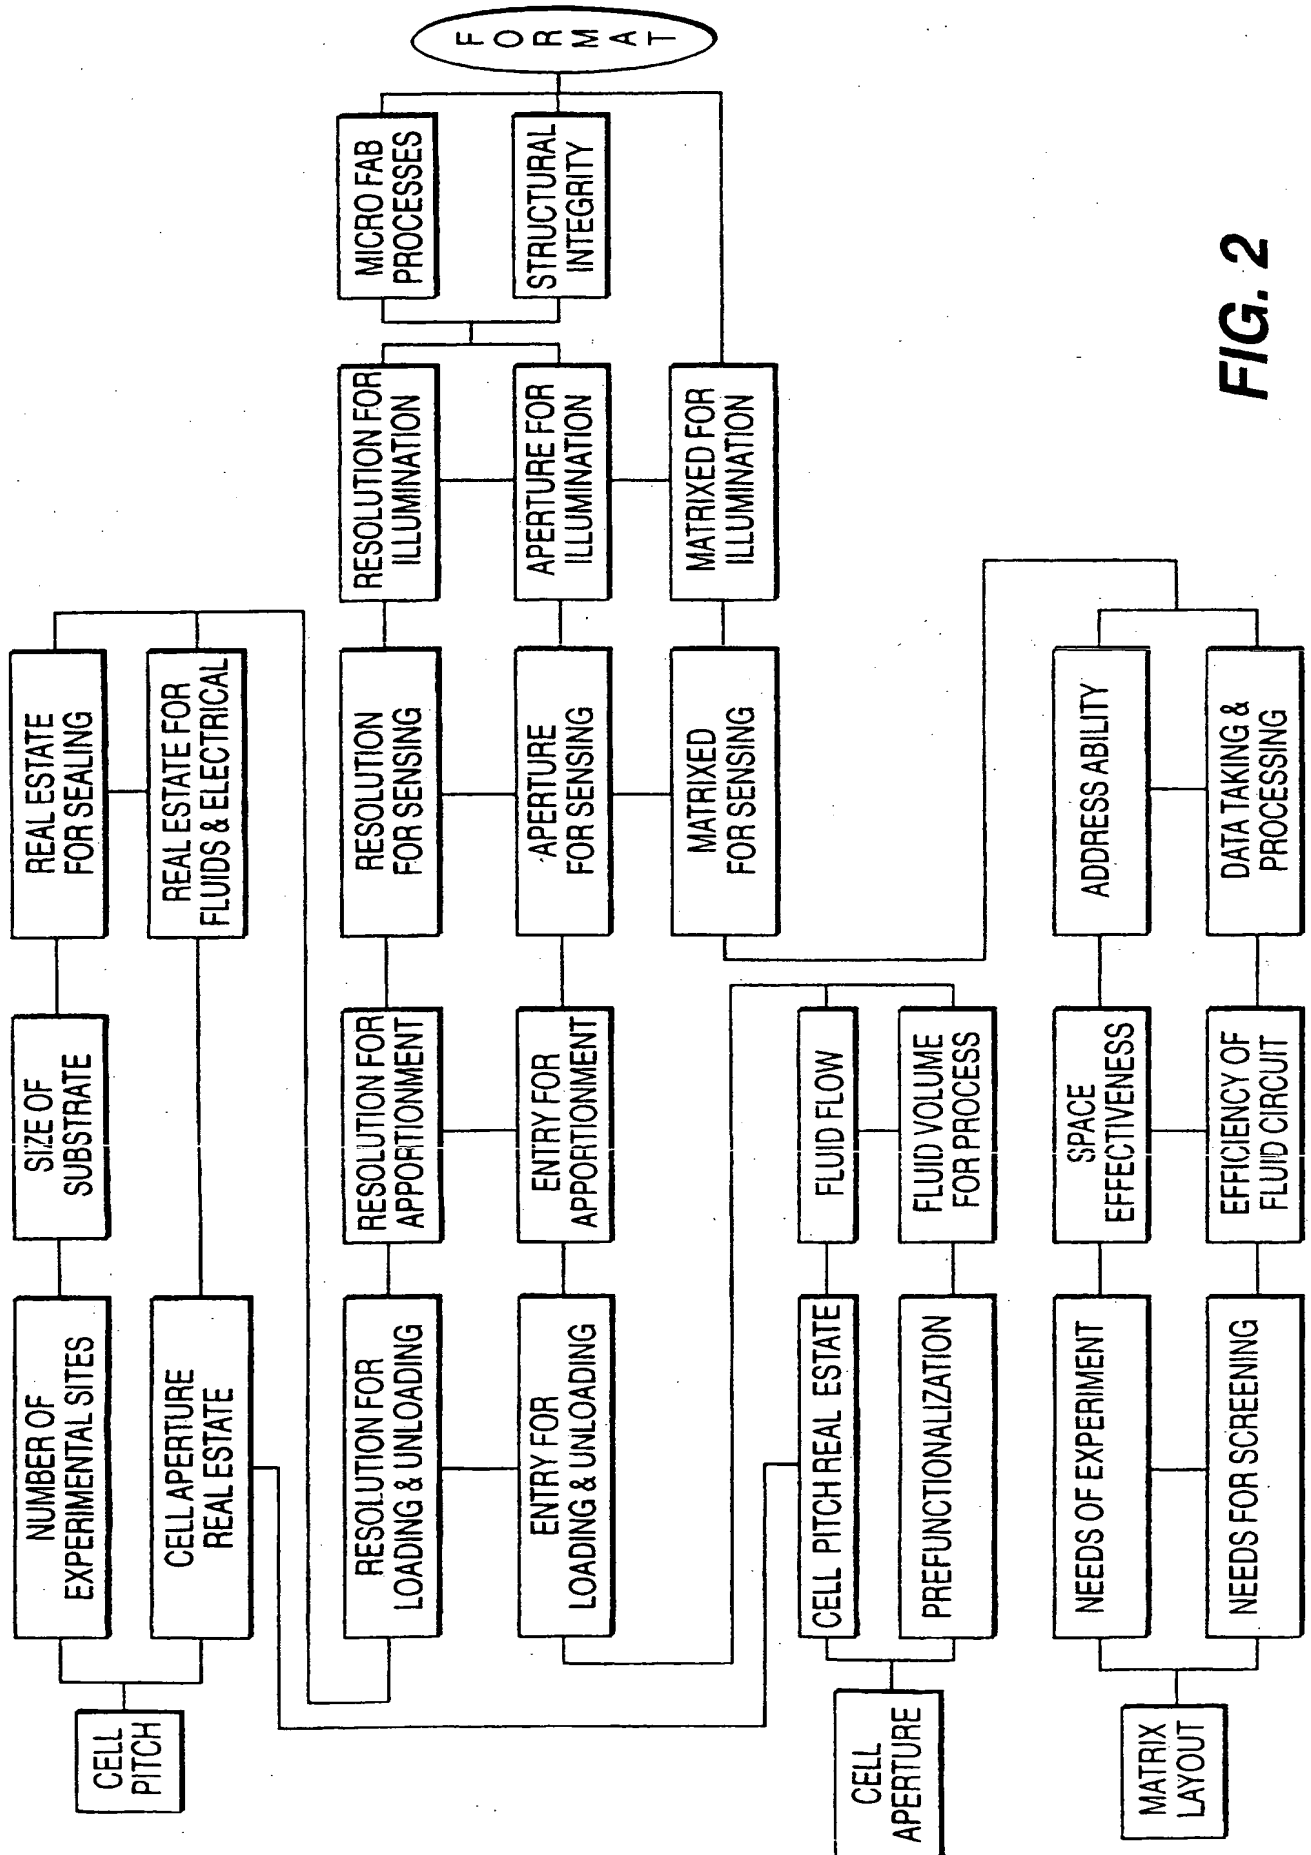 CELL
PITCH
NUMBER OF
EXPERIMENTAL SITES
SIZE OF
SUBSTRATE
REAL ESTATE
FOR SEALING
CELL APERTURE
REAL ESTATE
REAL ESTATE FOR
FLUIDS & ELECTRICAL
RESOLUTION FOR
LOADING & UNLOADING
RESOLUTION FOR
APPORTIONMENT
RESOLUTION
FOR SENSING
RESOLUTION FOR
ILLUMINATION
MICRO FAB
PROCESSES
ENTRY FOR
LOADING & UNLOADING
ENTRY FOR
APPORTIONMENT
APERTURE
FOR SENSING
APERTURE FOR
ILLUMINATION
STRUCTURAL
INTEGRITY
FORMAT
MATRIXED
FOR SENSING
MATRIXED FOR
ILLUMINATION
CELL
APERTURE
CELL PITCH REAL ESTATE
FLUID FLOW
PREFUNCTIONALIZATION
FLUID VOLUME
FOR PROCESS
MATRIX
LAYOUT
NEEDS OF EXPERIMENT
SPACE
EFFECTIVENESS
ADDRESS ABILITY
NEEDS FOR SCREENING
EFFICIENCY OF
FLUID CIRCUIT
DATA TAKING &
PROCESSING
FIG. 2